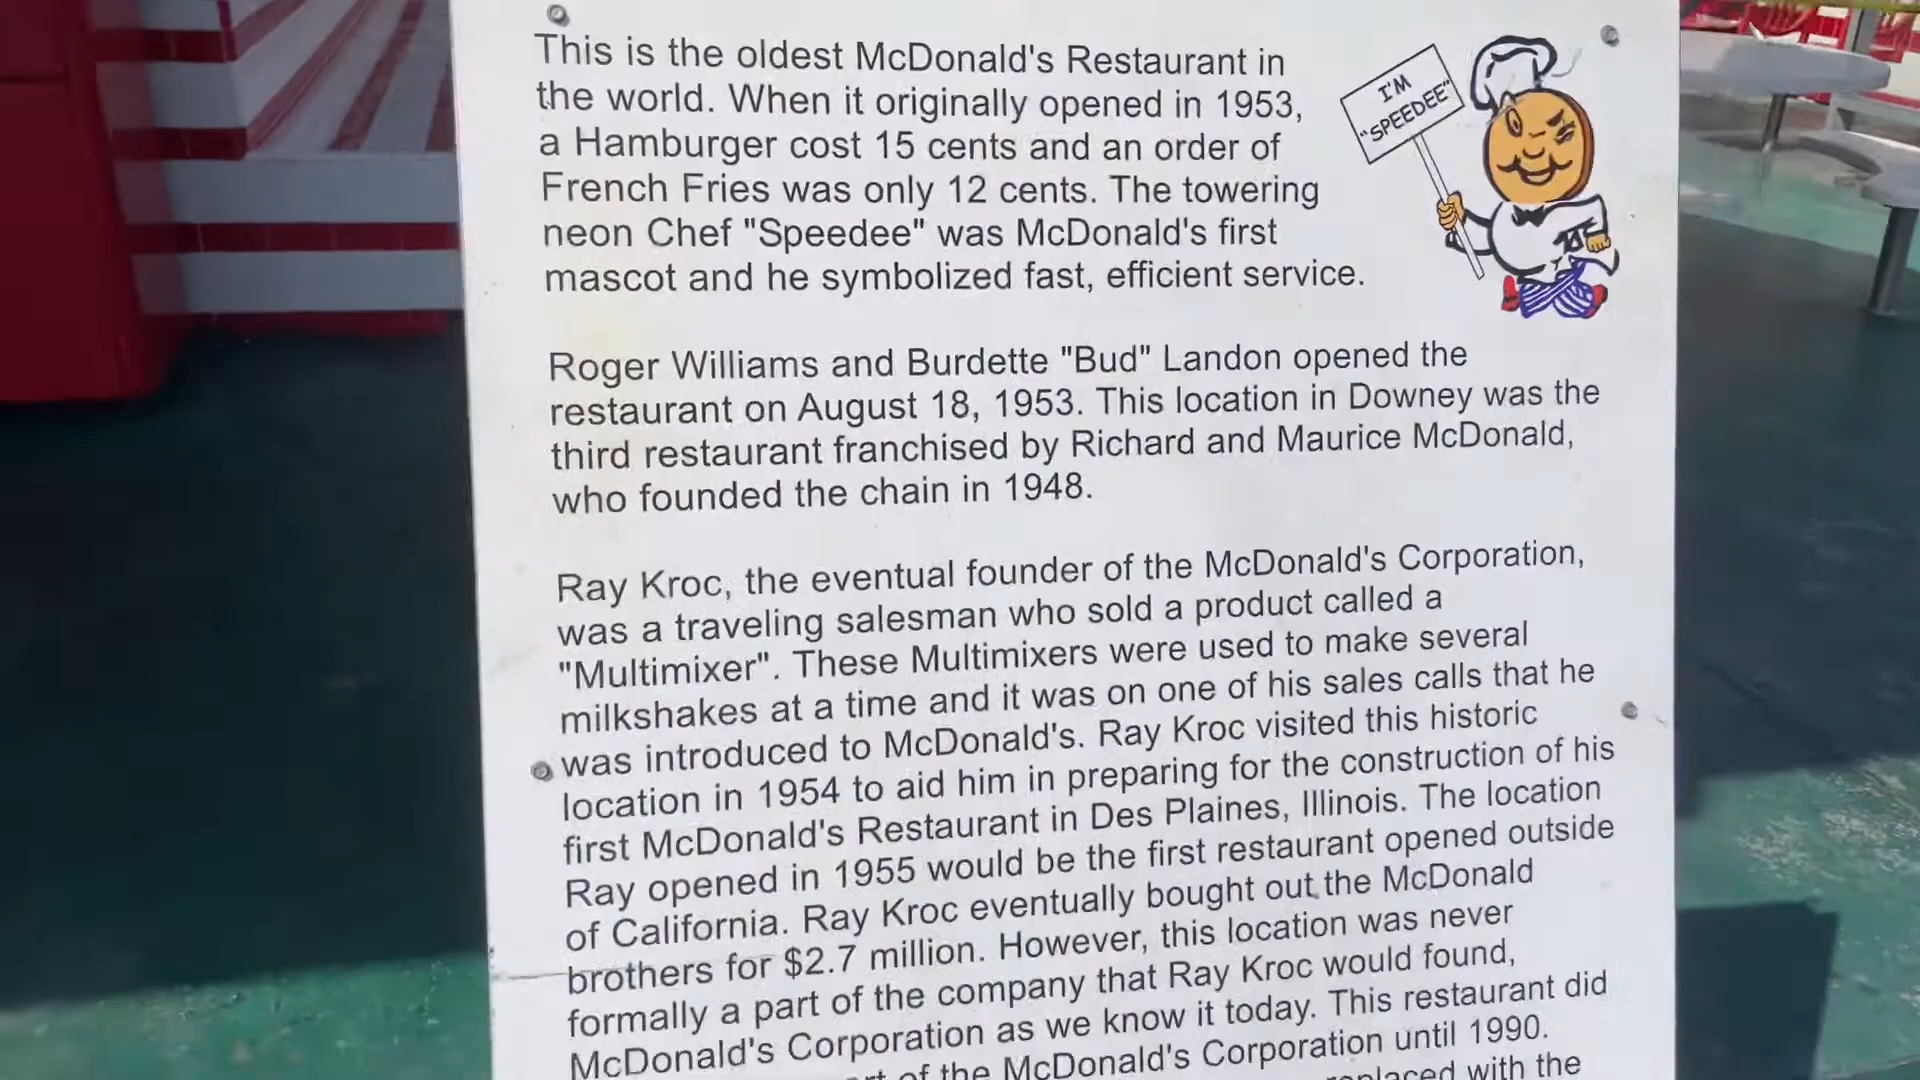 This is the oldest McDonald's Restaurant in
the world. When it originally opened in 1953,
a Hamburger cost 15 cents and an order of
French Fries was only 12 cents. The towering
neon Chef "Speedee" was McDonald's first
mascot and he symbolized fast, efficient service.
I'M
"SPEEDEE"
Roger Williams and Burdette "Bud" Landon opened the
restaurant on August 18, 1953. This location in Downey was the
third restaurant franchised by Richard and Maurice McDonald,
who founded the chain in 1948.
Ray Kroc, the eventual founder of the McDonald's Corporation,
was a traveling salesman who sold a product called a
"Multimixer". These Multimixers were used to make several
milkshakes at a time and it was on one of his sales calls that he
was introduced to McDonald's. Ray Kroc visited this historic
location in 1954 to aid him in preparing for the construction of his
first McDonald's Restaurant in Des Plaines, Illinois. The location
Ray opened in 1955 would be the first restaurant opened outside
of California. Ray Kroc eventually bought out the McDonald
brothers for $2.7 million. However, this location was never
formally a part of the company that Ray Kroc would found,
McDonald's Corporation as we know it today. This restaurant did
of the McDonald's Corporation until 1990.
replaced with the